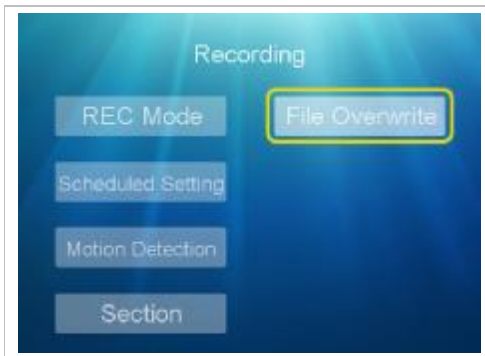 Recording
REC Mode
File Overwrite
Scheduled Setting
Motion Detection
Section